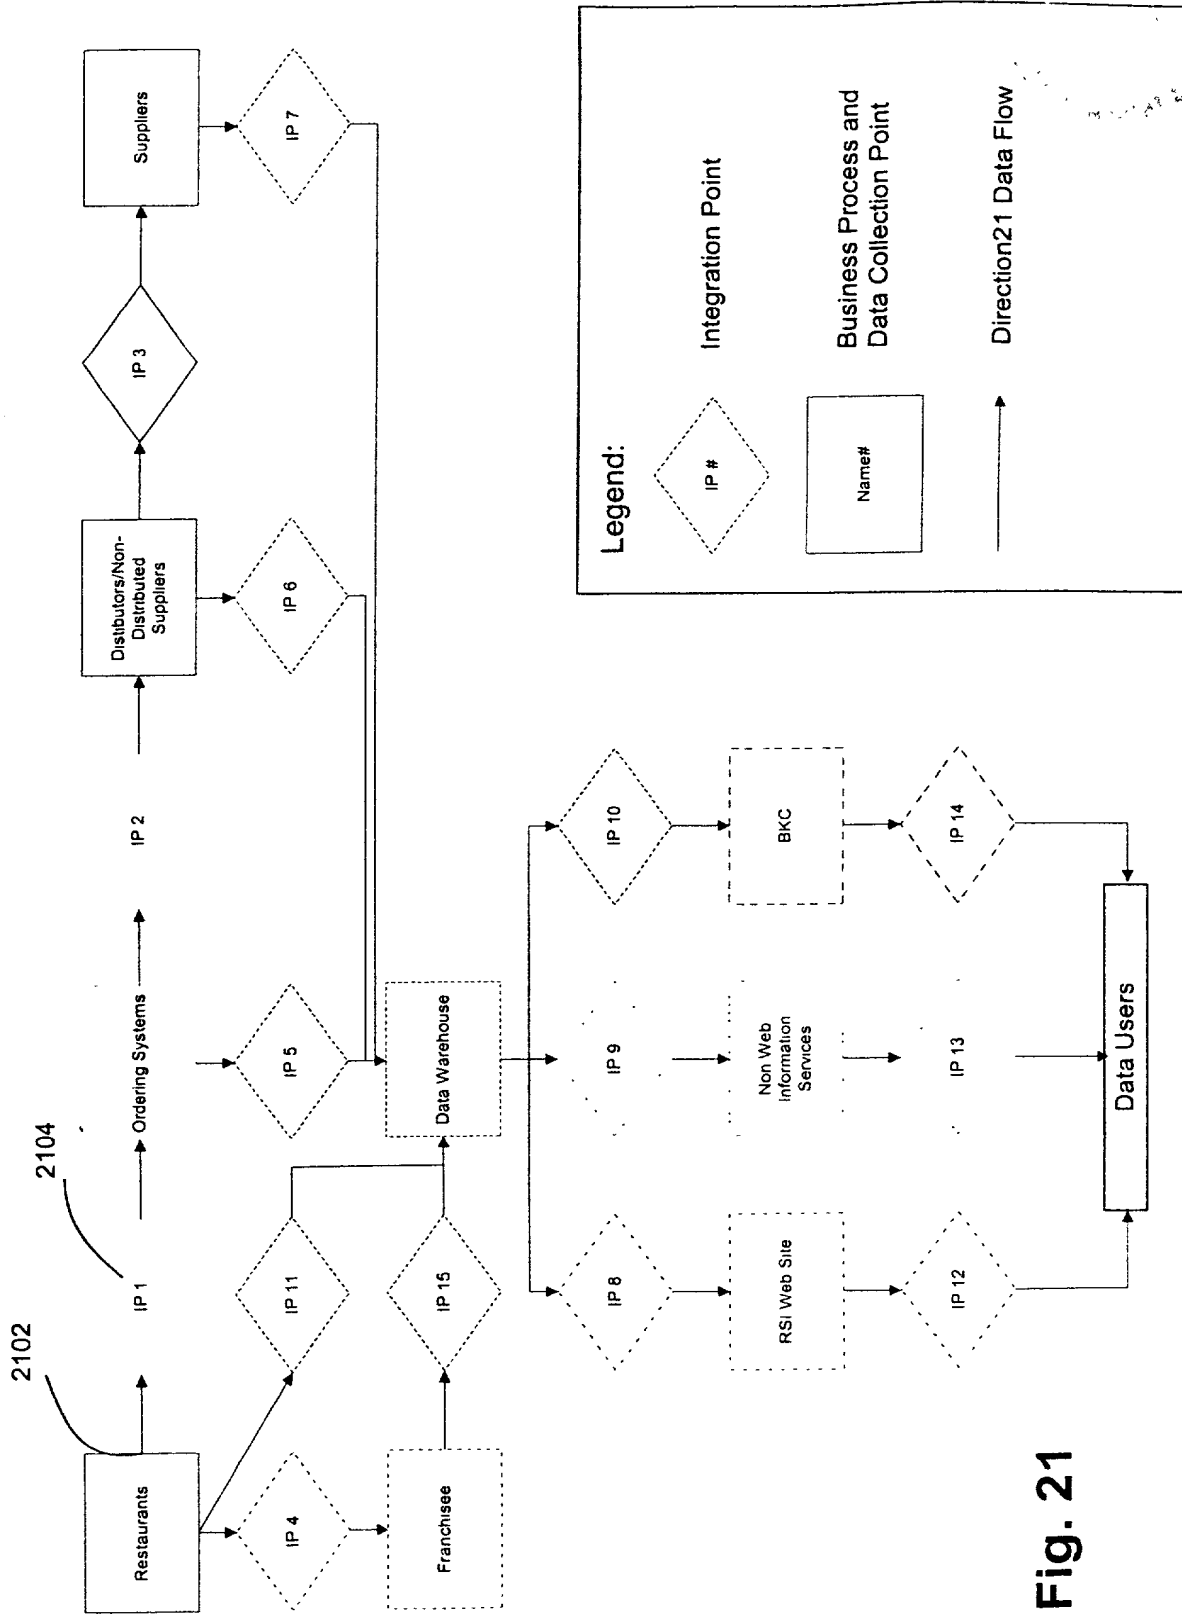 2102
2104
Restaurants
IP 1
Ordering Systems
IP 2
Distibutors/Non-
Distributed
Suppliers
IP 3
Suppliers
IP 4
IP 11
IP 5
IP 6
IP 7
Franchisee
IP 15
Data Warehouse
IP 8
IP 9
IP 10
RSI Web Site
Non Web
Information
Services
BKC
IP 12
IP 13
IP 14
Data Users
Legend:
IP #
Integration Point
Name#
Business Process and
Data Collection Point
Direction21 Data Flow
Fig. 21